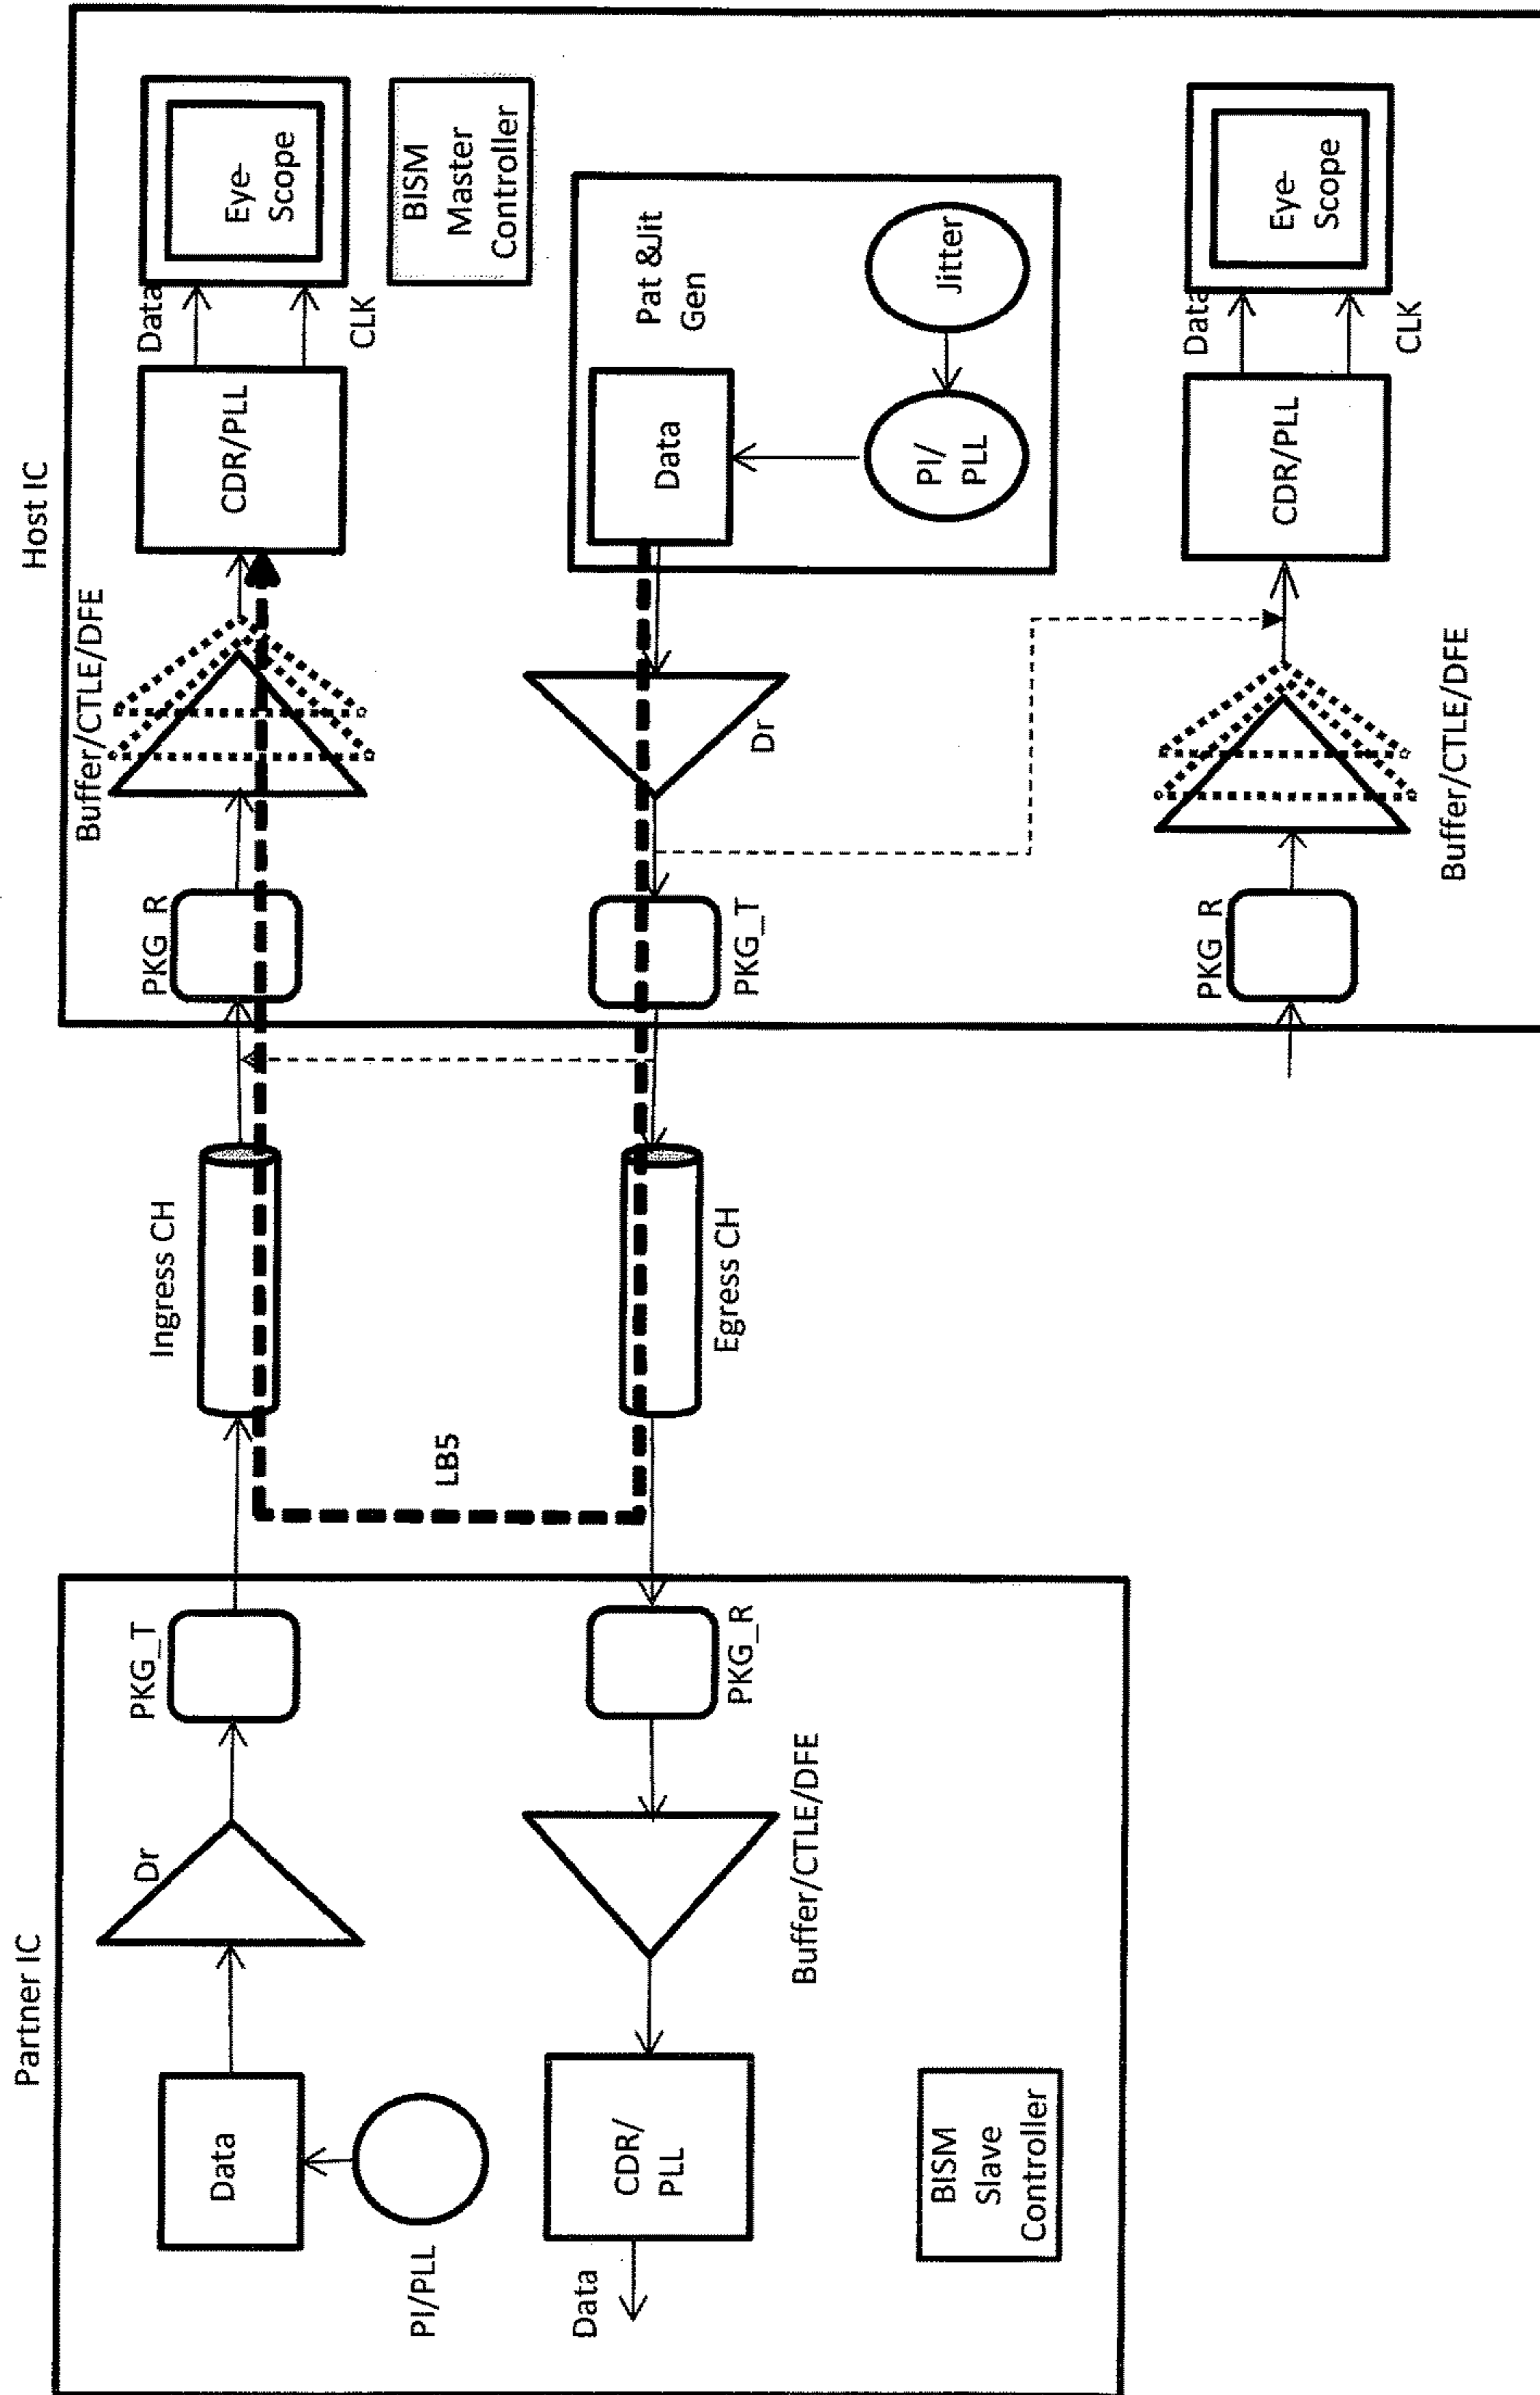 Partner IC
Data
PI/PLL
Dr
PKG_T
Data
CDR/
PLL
Buffer/CTLE/DFE
PKG_R
BISM
Slave
Controller
Ingress CH
LB5
Egress CH
Host IC
PKG_R
Buffer/CTLE/DFE
CDR/PLL
Data
CLK
Eye-
Scope
BISM
Master
Controller
PKG_T
Dr
Data
Pat &Jit
Gen
PI/
PLL
Jitter
PKG_R
Buffer/CTLE/DFE
CDR/PLL
Data
CLK
Eye-
Scope